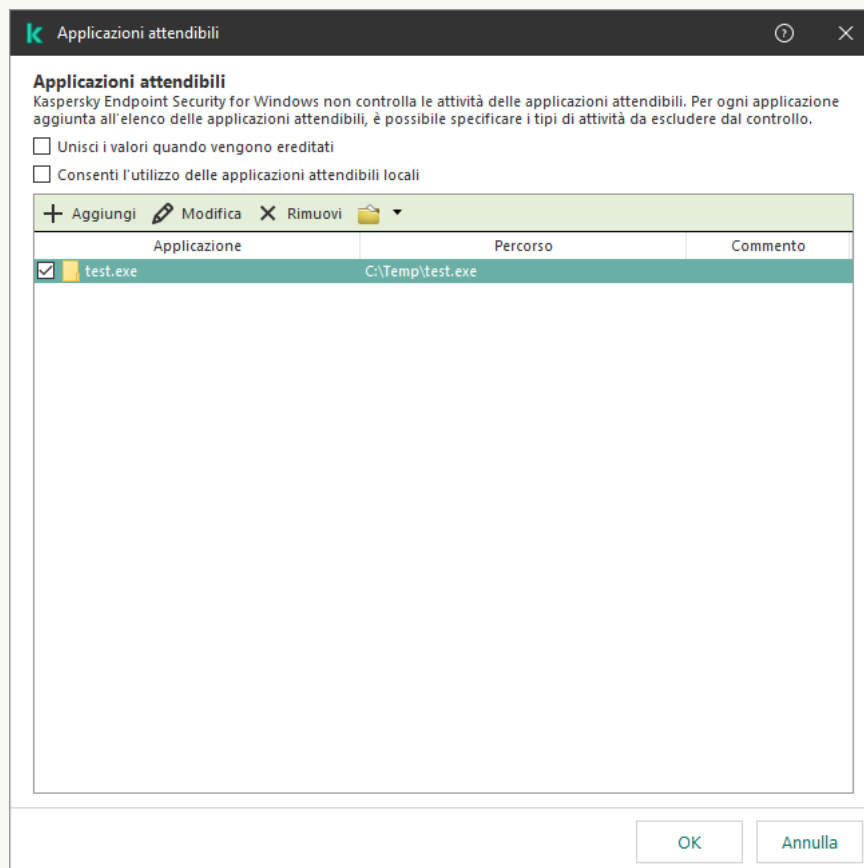 Applicazioni attendibili
Applicazioni attendibili
Kaspersky Endpoint Security for Windows non controlla le attività delle applicazioni attendibili. Per ogni applicazione
aggiunta all'elenco delle applicazioni attendibili, è possibile specificare i tipi di attività da escludere dal controllo.
Unisci i valori quando vengono ereditati
Consenti l'utilizzo delle applicazioni attendibili locali
Aggiungi Modifica Rimuovi
Applicazione Percorso Commento
test.exe C:\Temp\test.exe
OK Annulla